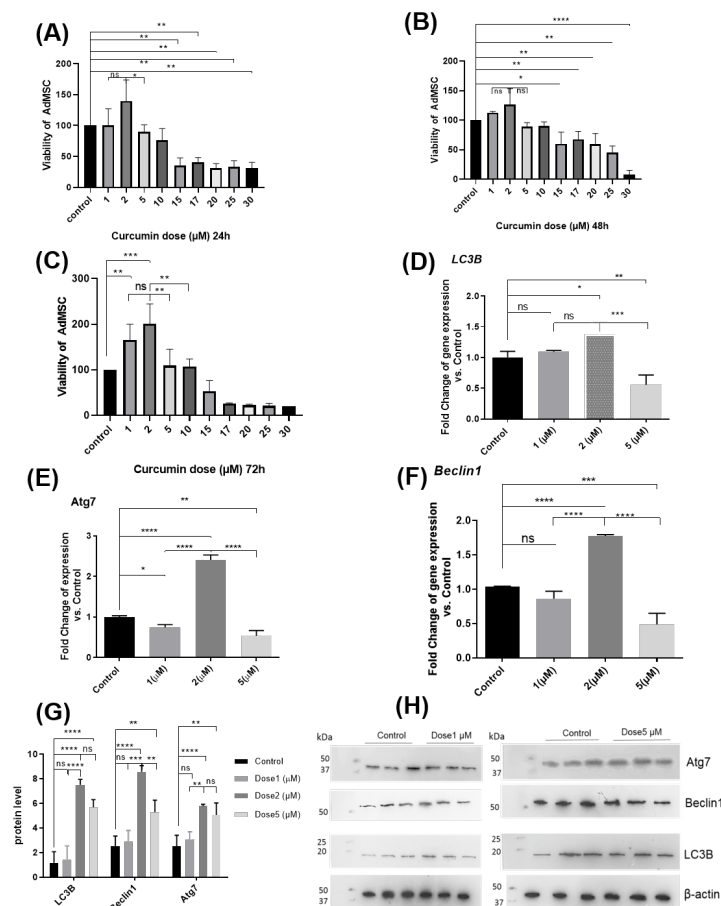 (A)
**
**
**
**
**
ns
*
Viability of AdMSC
200
150
100
50
0
control
1
2
5
10
15
17
20
25
30
Curcumin dose (µM) 24h
(B)
****
**
**
**
*
ns
ns
Viability of AdMSC
200
150
100
50
0
control
1
2
5
10
15
17
20
25
30
Curcumin dose (µM) 48h
(C)
***
**
**
ns
**
Viability of AdMSC
300
200
100
0
control
1
2
5
10
15
17
20
25
30
Curcumin dose (µM) 72h
(D)
LC3B
**
*
ns
ns
***
Fold Change of gene expression
vs. Control
2.0
1.5
1.0
0.5
0.0
Control
1 (µM)
2 (µM)
5 (µM)
(E)
Atg7
**
****
****
****
*
Fold Change of expression
vs. Control
3
2
1
0
Control
1(µM)
2(µM)
5(µM)
(F)
Beclin1
***
****
****
****
ns
Fold Change of gene expression
vs. Control
2.0
1.5
1.0
0.5
0.0
Control
1(µM)
2(µM)
5(µM)
(G)
****
****
ns
ns
****
**
****
ns
***
**
**
****
ns
**
ns
protein level
10
8
6
4
2
0
LC3B
Beclin1
Atg7
Control
Dose1 (µM)
Dose2 (µM)
Dose5 (µM)
(H)
kDa
Control
Dose1 µM
kDa
Control
Dose5 µM
50
37
50
37
Atg7
50
50
Beclin1
25
20
25
20
LC3B
50
37
50
37
β-actin